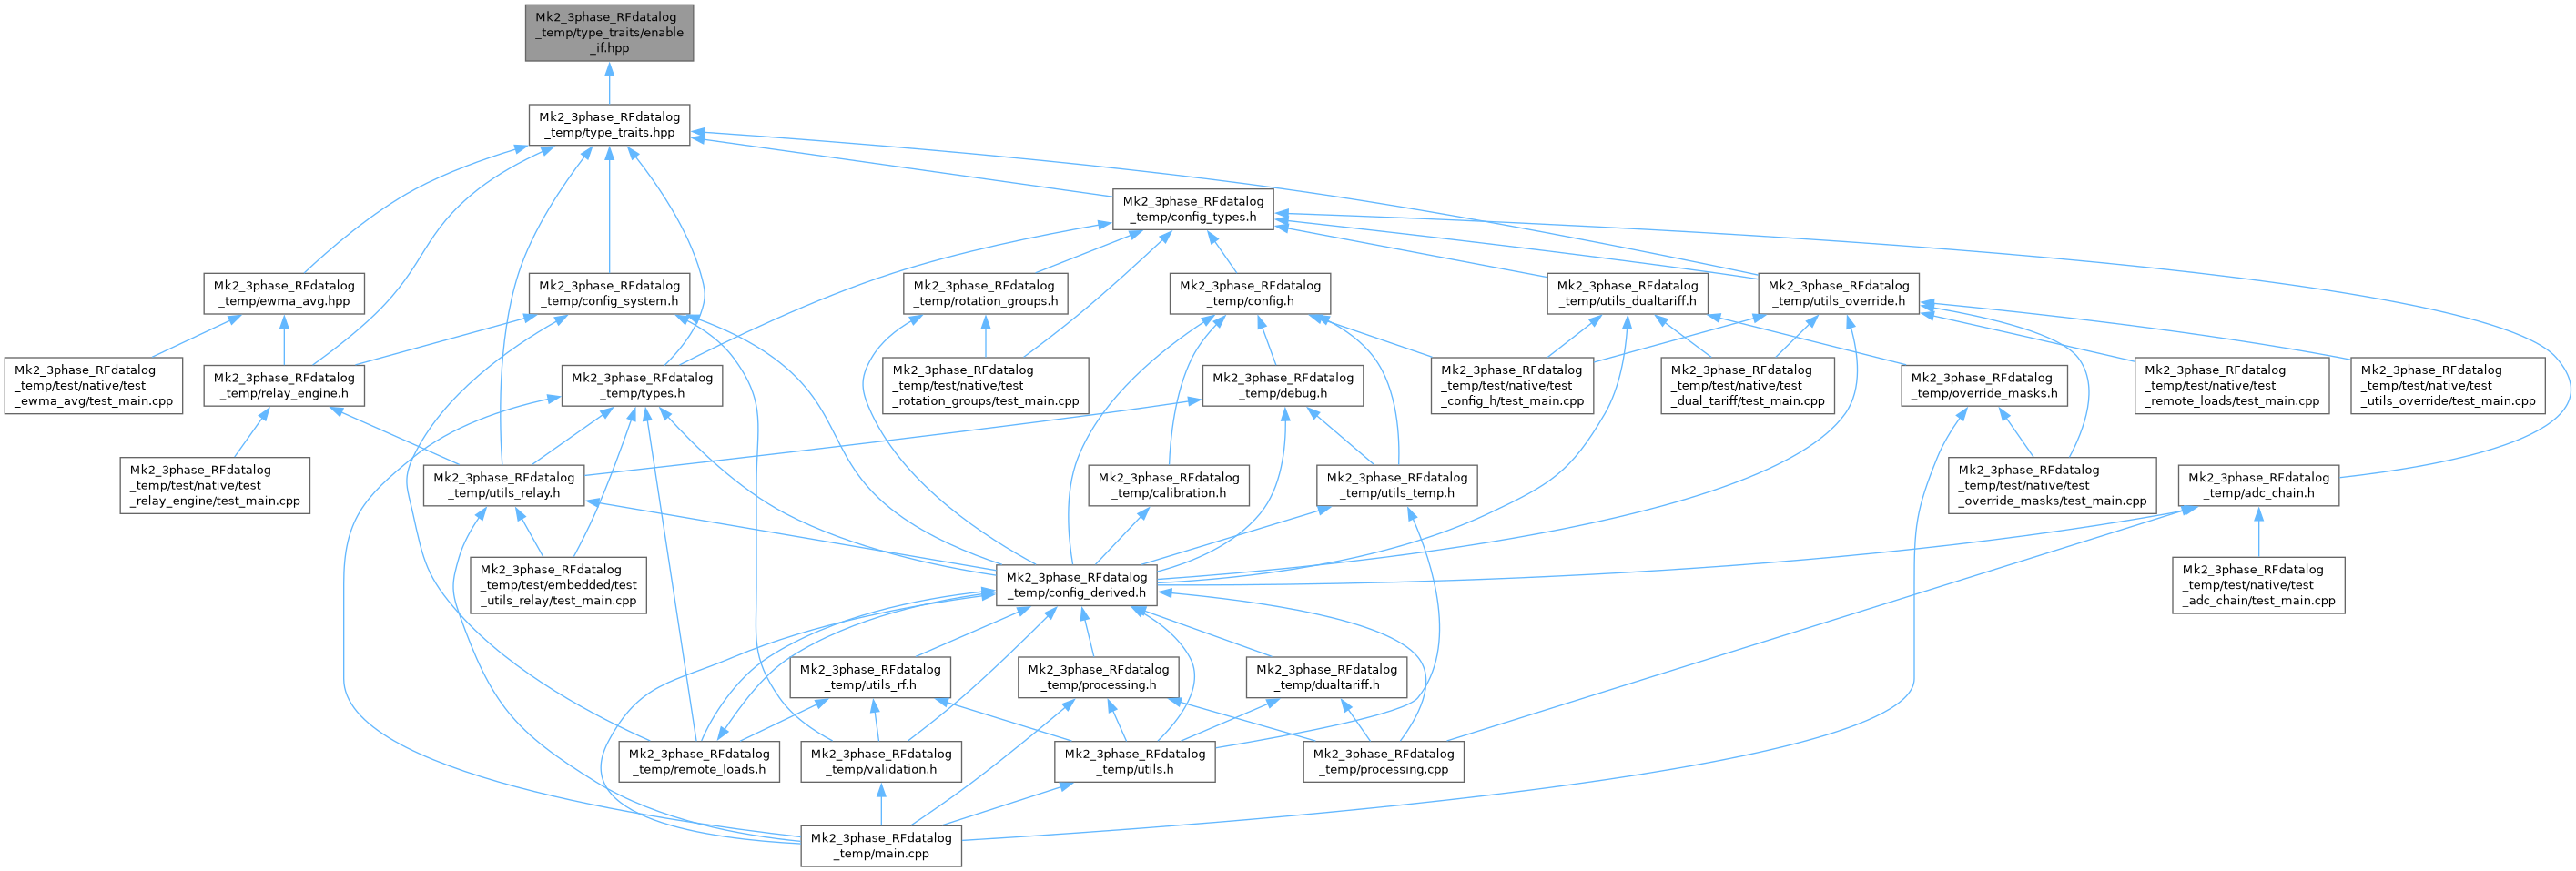 Mk2_3phase_RFdatalog
_temp/type_traits/enable
_if.hpp
Mk2_3phase_RFdatalog
_temp/type_traits.hpp
Mk2_3phase_RFdatalog
_temp/config_types.h
Mk2_3phase_RFdatalog
_temp/ewma_avg.hpp
Mk2_3phase_RFdatalog
_temp/config_system.h
Mk2_3phase_RFdatalog
_temp/rotation_groups.h
Mk2_3phase_RFdatalog
_temp/config.h
Mk2_3phase_RFdatalog
_temp/utils_dualtariff.h
Mk2_3phase_RFdatalog
_temp/utils_override.h
Mk2_3phase_RFdatalog
_temp/test/native/test
_ewma_avg/test_main.cpp
Mk2_3phase_RFdatalog
_temp/relay_engine.h
Mk2_3phase_RFdatalog
_temp/types.h
Mk2_3phase_RFdatalog
_temp/test/native/test
_rotation_groups/test_main.cpp
Mk2_3phase_RFdatalog
_temp/debug.h
Mk2_3phase_RFdatalog
_temp/test/native/test
_config_h/test_main.cpp
Mk2_3phase_RFdatalog
_temp/test/native/test
_dual_tariff/test_main.cpp
Mk2_3phase_RFdatalog
_temp/override_masks.h
Mk2_3phase_RFdatalog
_temp/test/native/test
_remote_loads/test_main.cpp
Mk2_3phase_RFdatalog
_temp/test/native/test
_utils_override/test_main.cpp
Mk2_3phase_RFdatalog
_temp/test/native/test
_relay_engine/test_main.cpp
Mk2_3phase_RFdatalog
_temp/utils_relay.h
Mk2_3phase_RFdatalog
_temp/calibration.h
Mk2_3phase_RFdatalog
_temp/utils_temp.h
Mk2_3phase_RFdatalog
_temp/test/native/test
_override_masks/test_main.cpp
Mk2_3phase_RFdatalog
_temp/adc_chain.h
Mk2_3phase_RFdatalog
_temp/test/embedded/test
_utils_relay/test_main.cpp
Mk2_3phase_RFdatalog
_temp/config_derived.h
Mk2_3phase_RFdatalog
_temp/test/native/test
_adc_chain/test_main.cpp
Mk2_3phase_RFdatalog
_temp/utils_rf.h
Mk2_3phase_RFdatalog
_temp/processing.h
Mk2_3phase_RFdatalog
_temp/dualtariff.h
Mk2_3phase_RFdatalog
_temp/remote_loads.h
Mk2_3phase_RFdatalog
_temp/validation.h
Mk2_3phase_RFdatalog
_temp/utils.h
Mk2_3phase_RFdatalog
_temp/processing.cpp
Mk2_3phase_RFdatalog
_temp/main.cpp